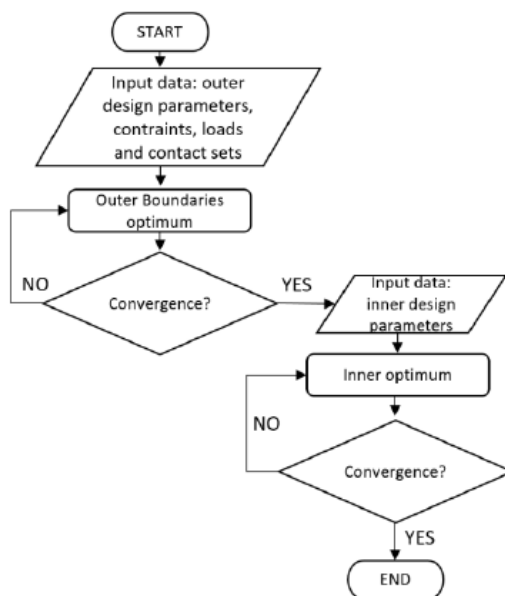 START
Input data: outer
design parameters,
contraints, loads
and contact sets
Outer Boundaries
optimum
NO
Convergence?
YES
Input data:
inner design
parameters
Inner optimum
NO
Convergence?
YES
END